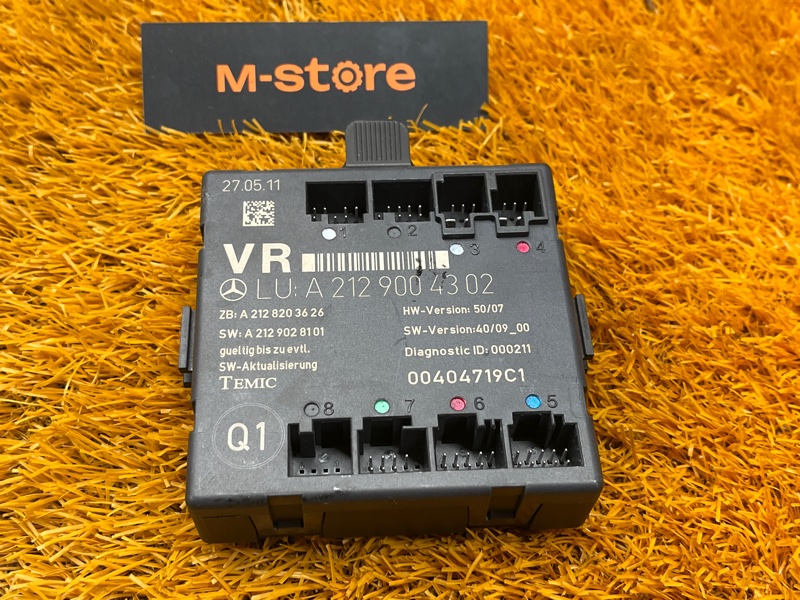 M-store
27.05.11
1 2 3 4
VR
LU: A 212 900 43 02
ZB: A 212 820 36 26
SW: A 212 902 81 01
gueltig bis zu evtl.
SW-Aktualisierung
TEMIC
HW-Version: 50/07
SW-Version:40/09_00
Diagnostic ID: 000211
00404719C1
8 7 6 5
Q1